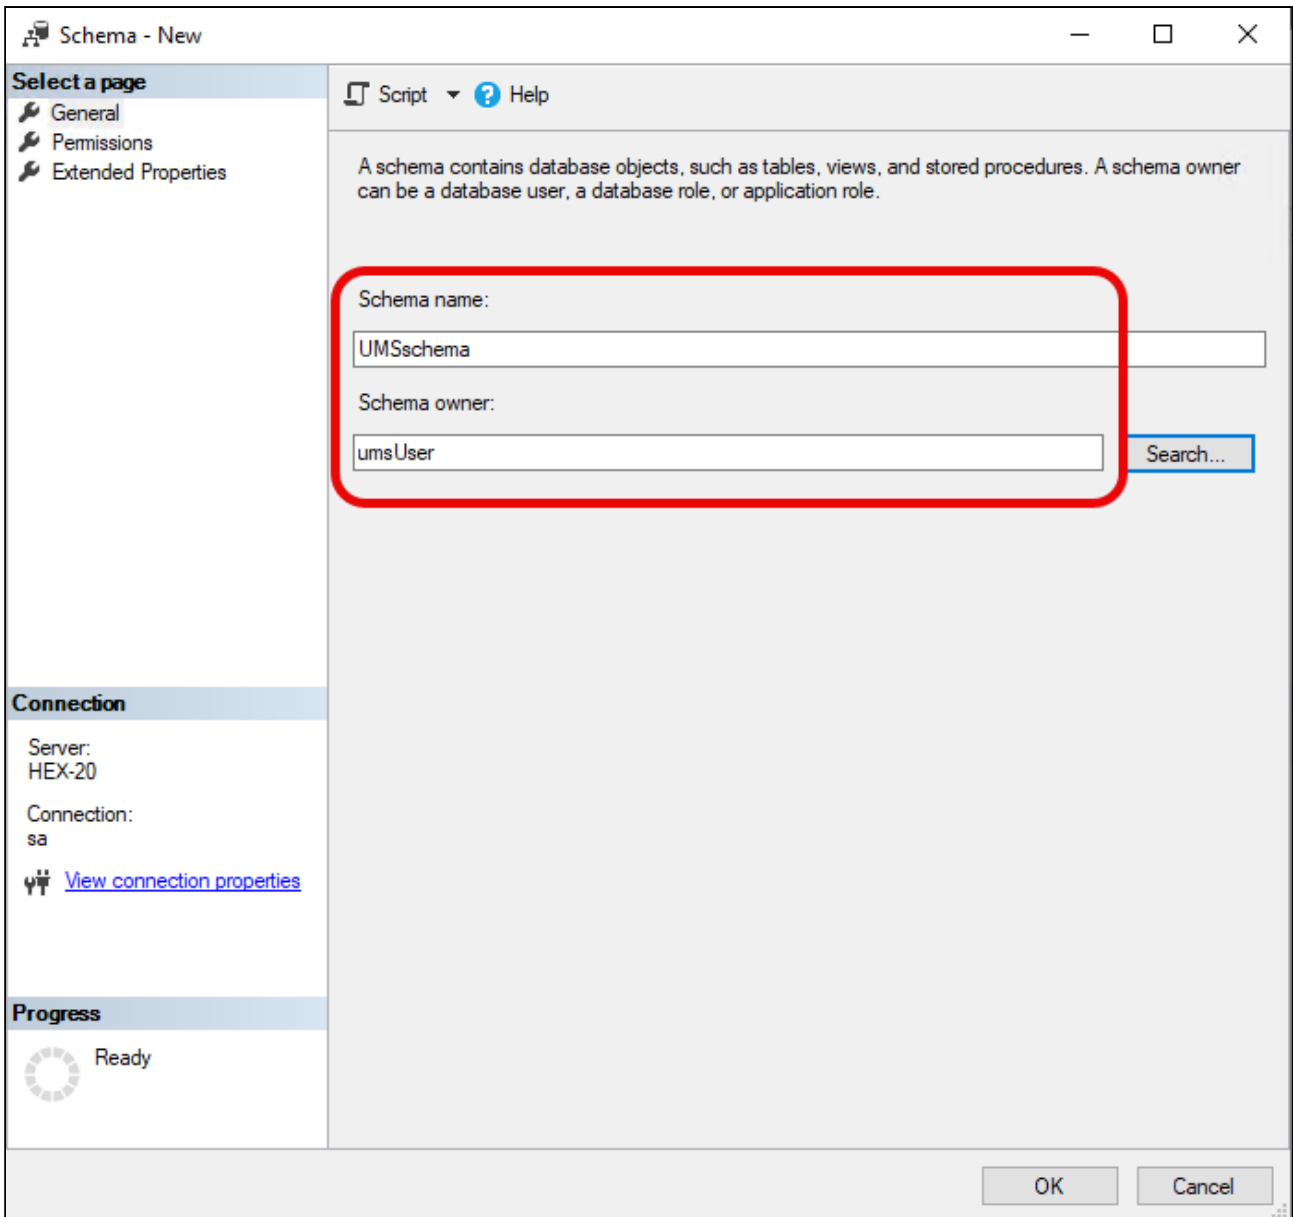 Schema - New
Select a page
General
Permissions
Extended Properties
Script
Help
A schema contains database objects, such as tables, views, and stored procedures. A schema owner
can be a database user, a database role, or application role.
Schema name:
UMSschema
Schema owner:
umsUser
Search...
Connection
Server:
HEX-20
Connection:
sa
View connection properties
Progress
Ready
OK
Cancel